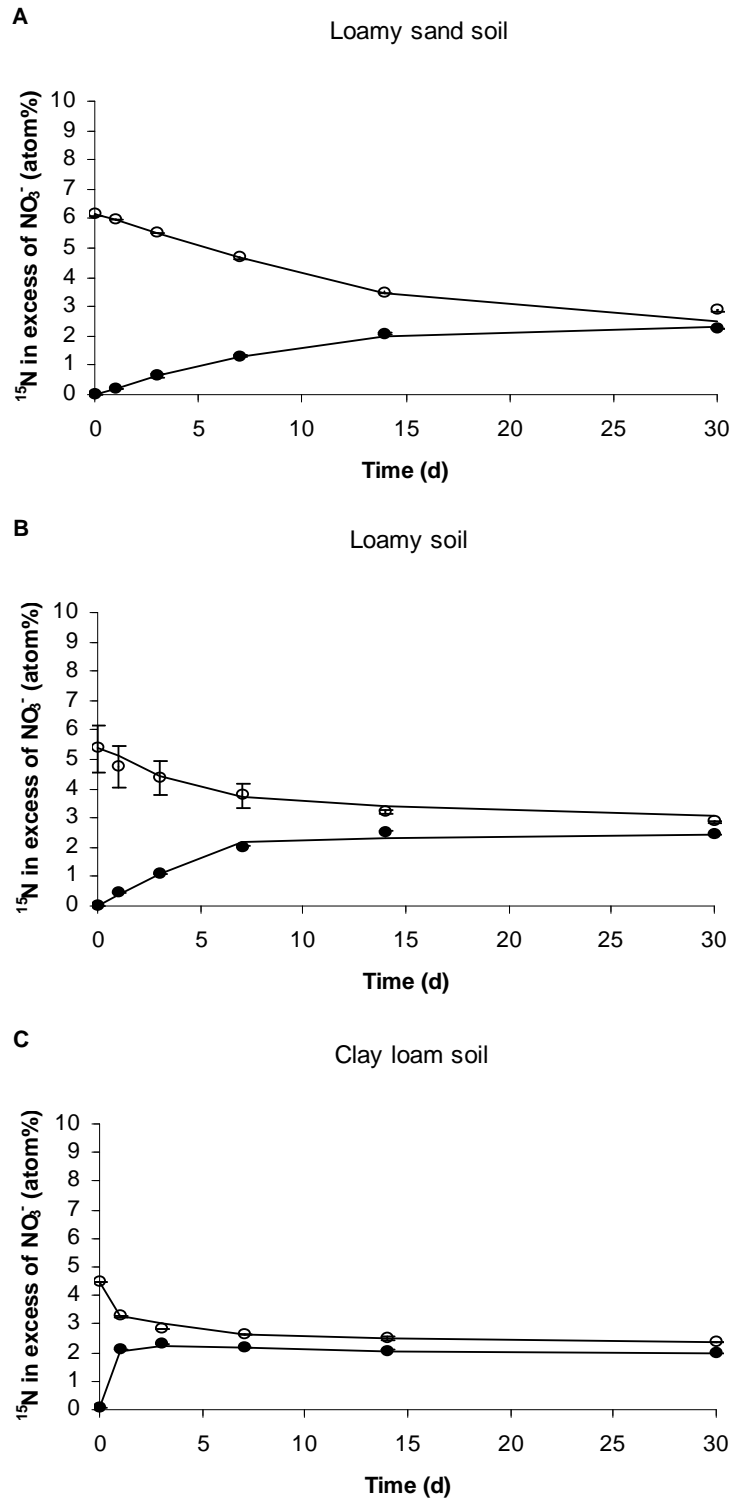 A
Loamy sand soil
10
9
8
7
6
5
4
3
2
1
0
¹⁵N in excess of NO₃⁻ (atom%)
0 5 10 15 20 25 30
Time (d)
B
Loamy soil
10
9
8
7
6
5
4
3
2
1
0
¹⁵N in excess of NO₃⁻ (atom%)
0 5 10 15 20 25 30
Time (d)
C
Clay loam soil
10
9
8
7
6
5
4
3
2
1
0
¹⁵N in excess of NO₃⁻ (atom%)
0 5 10 15 20 25 30
Time (d)